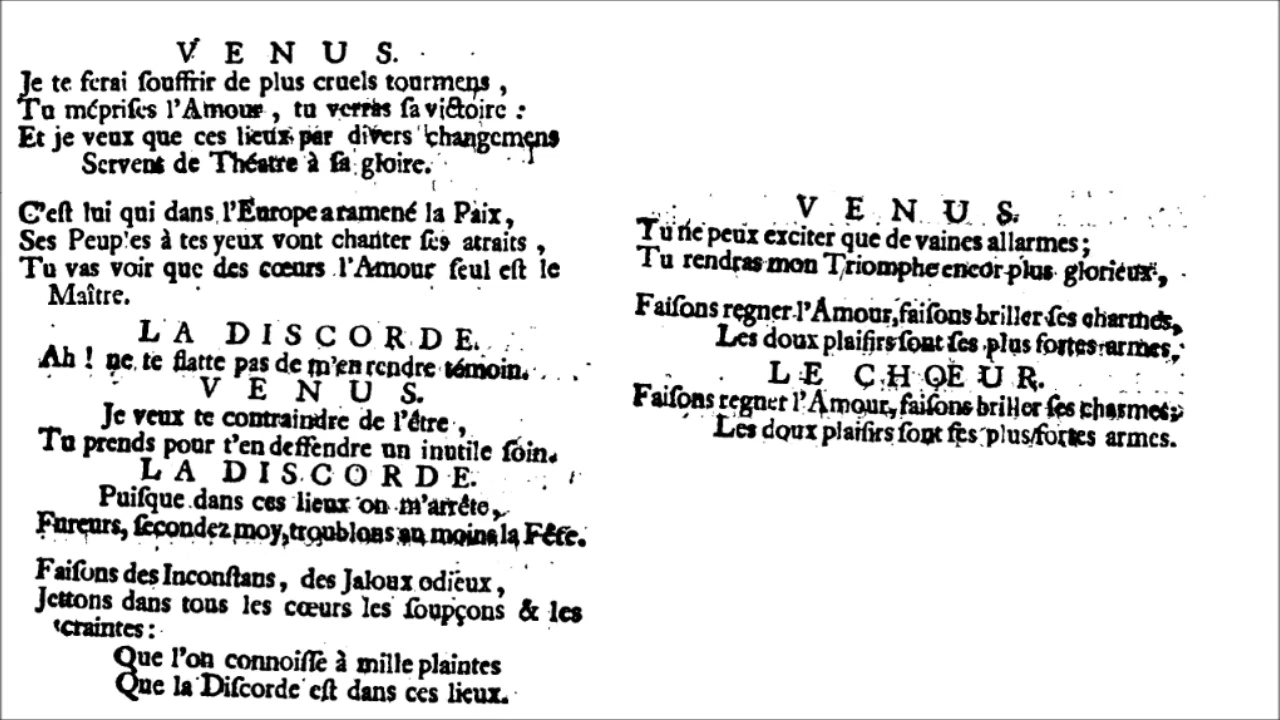 VENUS.
Je te ferai ſouffrir de plus cruels tourmens ,
Tu mépriſes l'Amour , tu verras ſa victoire :
Et je veux que ces lieux par divers changemens
Servent de Théatre à ſa gloire.
C'eſt lui qui dans l'Europe a ramené la Paix,
Ses Peuples à tes yeux vont chanter ſes atraits ,
Tu vas voir que des cœurs l'Amour ſeul eſt le
Maître.
LA DISCORDE.
Ah ! ne te flatte pas de m'en rendre témoin.
VENUS.
Je veux te contraindre de l'être ,
Tu prends pour t'en deffendre un inutile ſoin.
LA DISCORDE.
Puiſque dans ces lieux on m'arrête,
Fureurs, ſecondez moy, troublons au moins la Fête.
Faiſons des Inconſtans, des Jaloux odieux,
Jettons dans tous les cœurs les ſoupçons & les
craintes :
Que l'on connoiſſe à mille plaintes
Que la Diſcorde eſt dans ces lieux.
VENUS.
Tu ne peux exciter que de vaines allarmes ;
Tu rendras mon Triomphe encor plus glorieux,
Faiſons regner l'Amour, faiſons briller ſes charmes,
Les doux plaiſirs ſont ſes plus fortes armes.
LE CHOEUR.
Faiſons regner l'Amour, faiſons briller ſes charmes,
Les doux plaiſirs ſont ſes plus fortes armes.